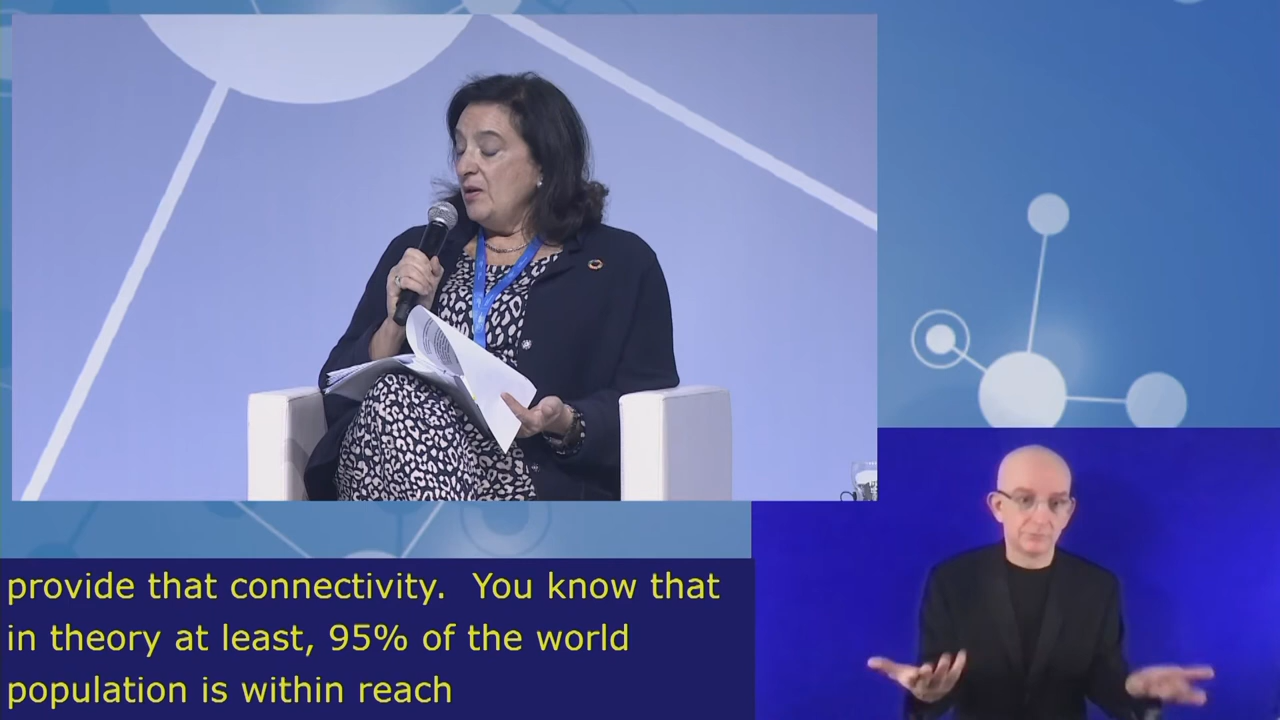 provide that connectivity.  You know that
in theory at least, 95% of the world
population is within reach